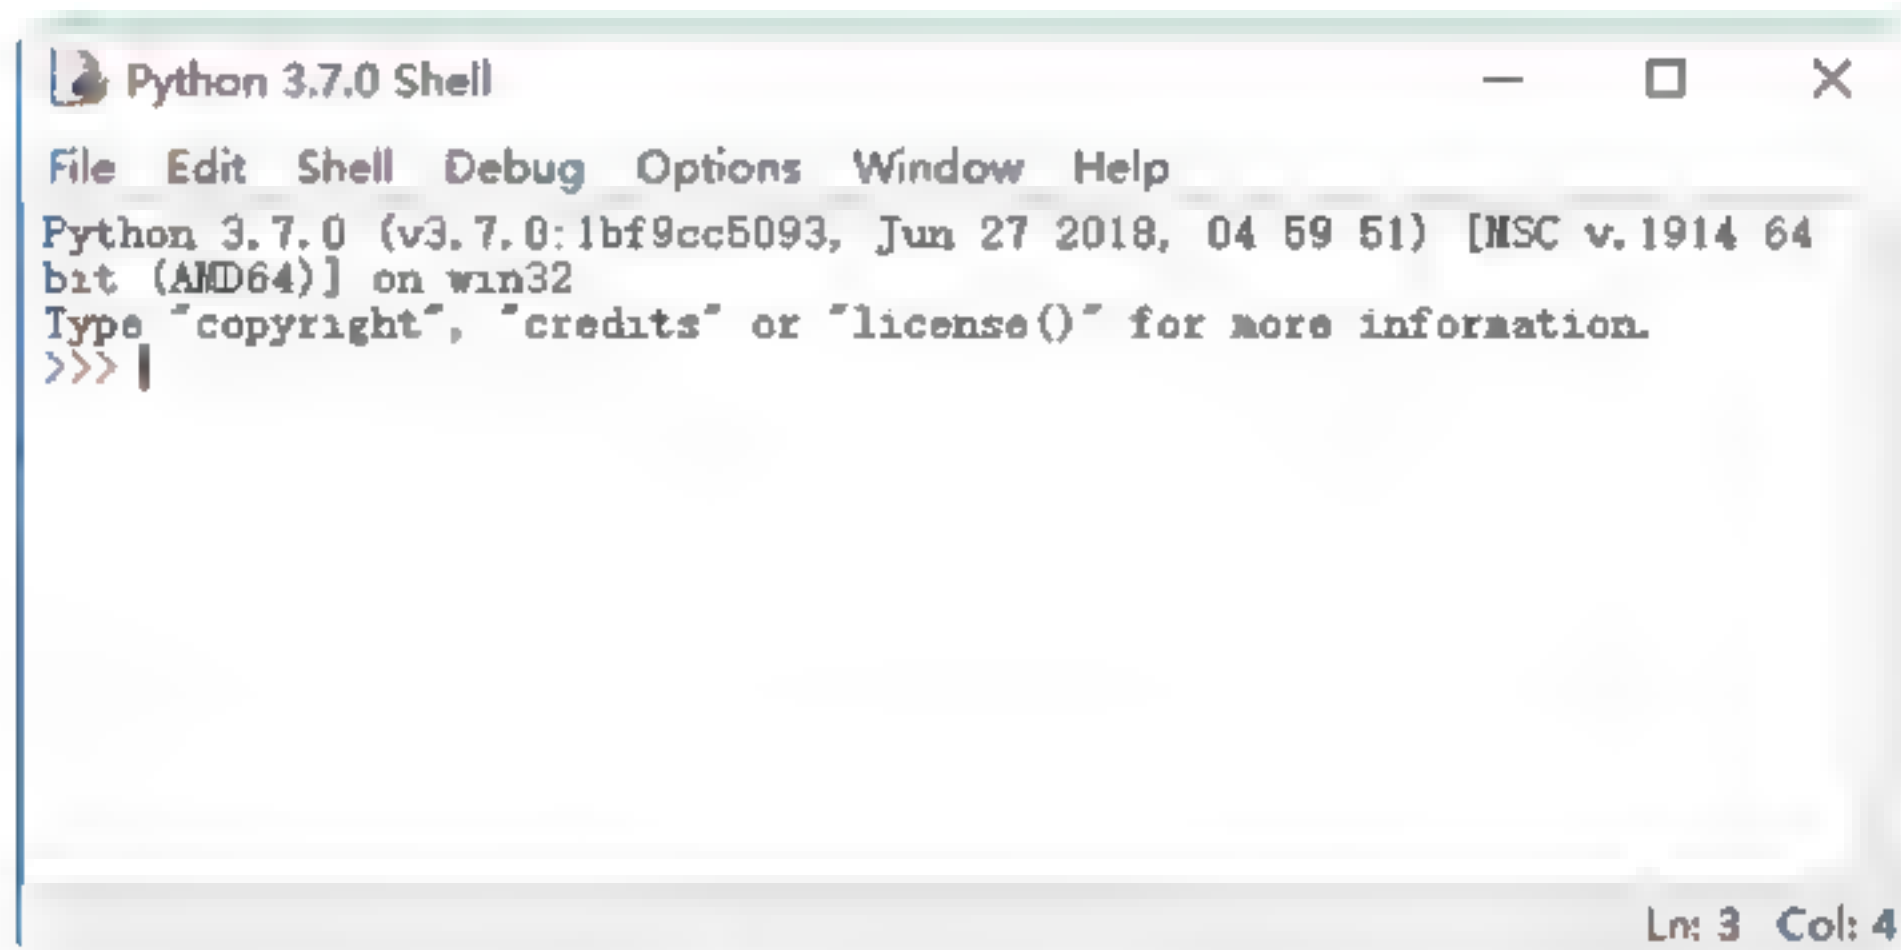 Python 3.7.0 Shell
File Edit Shell Debug Options Window Help
Python 3.7.0 (v3.7.0:1bf9cc5093, Jun 27 2018, 04 59 51) [MSC v.1914 64
bit (AMD64)] on win32
Type "copyright", "credits" or "license()" for more information.
>>>
Ln: 3 Col: 4